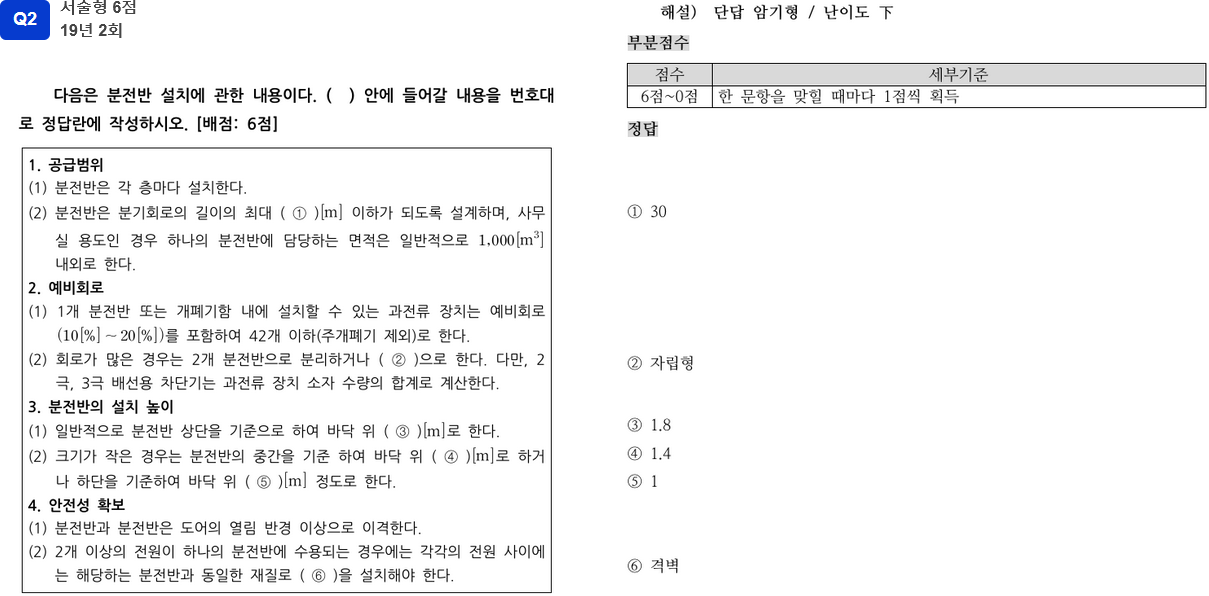 Q2
서술형 6점
19년 2회
다음은 분전반 설치에 관한 내용이다. (  ) 안에 들어갈 내용을 번호대
로 정답란에 작성하시오. [배점: 6점]
1. 공급범위
(1) 분전반은 각 층마다 설치한다.
(2) 분전반은 분기회로의 길이의 최대 ( ① )[m] 이하가 되도록 설계하며, 사무
실 용도인 경우 하나의 분전반에 담당하는 면적은 일반적으로 1,000[m³]
내외로 한다.
2. 예비회로
(1) 1개 분전반 또는 개폐기함 내에 설치할 수 있는 과전류 장치는 예비회로
(10[%] ~ 20[%])를 포함하여 42개 이하(주개폐기 제외)로 한다.
(2) 회로가 많은 경우는 2개 분전반으로 분리하거나 ( ② )으로 한다. 다만, 2
극, 3극 배선용 차단기는 과전류 장치 소자 수량의 합계로 계산한다.
3. 분전반의 설치 높이
(1) 일반적으로 분전반 상단을 기준으로 하여 바닥 위 ( ③ )[m]로 한다.
(2) 크기가 작은 경우는 분전반의 중간을 기준 하여 바닥 위 ( ④ )[m]로 하거
나 하단을 기준하여 바닥 위 ( ⑤ )[m] 정도로 한다.
4. 안전성 확보
(1) 분전반과 분전반은 도어의 열림 반경 이상으로 이격한다.
(2) 2개 이상의 전원이 하나의 분전반에 수용되는 경우에는 각각의 전원 사이에
는 해당하는 분전반과 동일한 재질로 ( ⑥ )을 설치해야 한다.
해설) 단답 암기형 / 난이도 下
부분점수
점수 세부기준
6점~0점 한 문항을 맞힐 때마다 1점씩 획득
정답
① 30
② 자립형
③ 1.8
④ 1.4
⑤ 1
⑥ 격벽